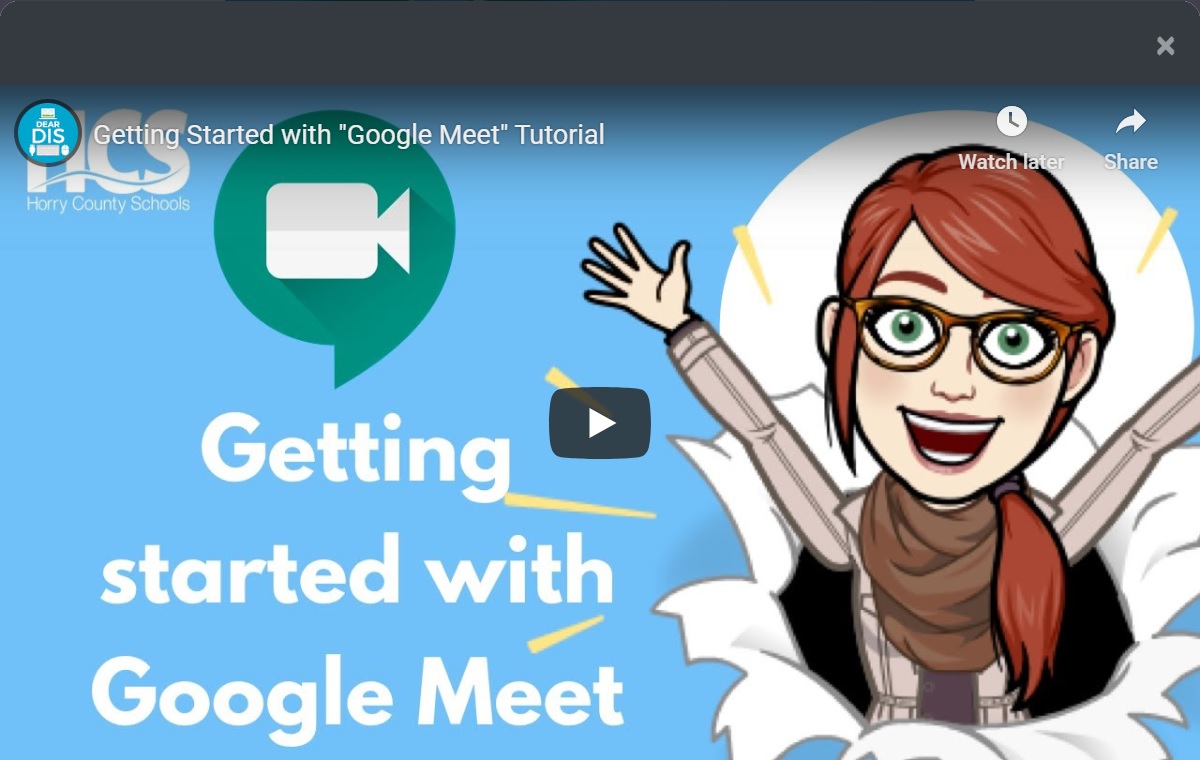 DEAR
DIS
Getting Started with "Google Meet" Tutorial
Watch later
Share
HCS
Horry County Schools
Getting
started with
Google Meet